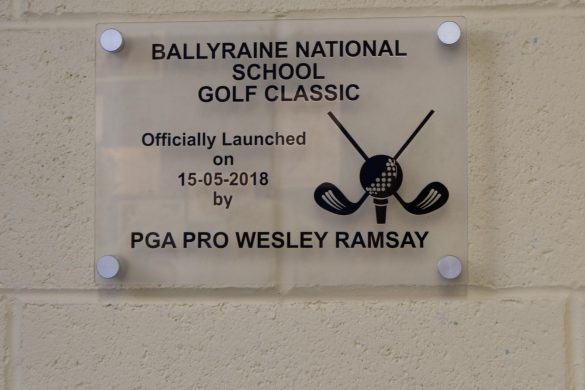 BALLYRAINE NATIONAL
SCHOOL
GOLF CLASSIC
Officially Launched
on
15-05-2018
by
PGA PRO WESLEY RAMSAY